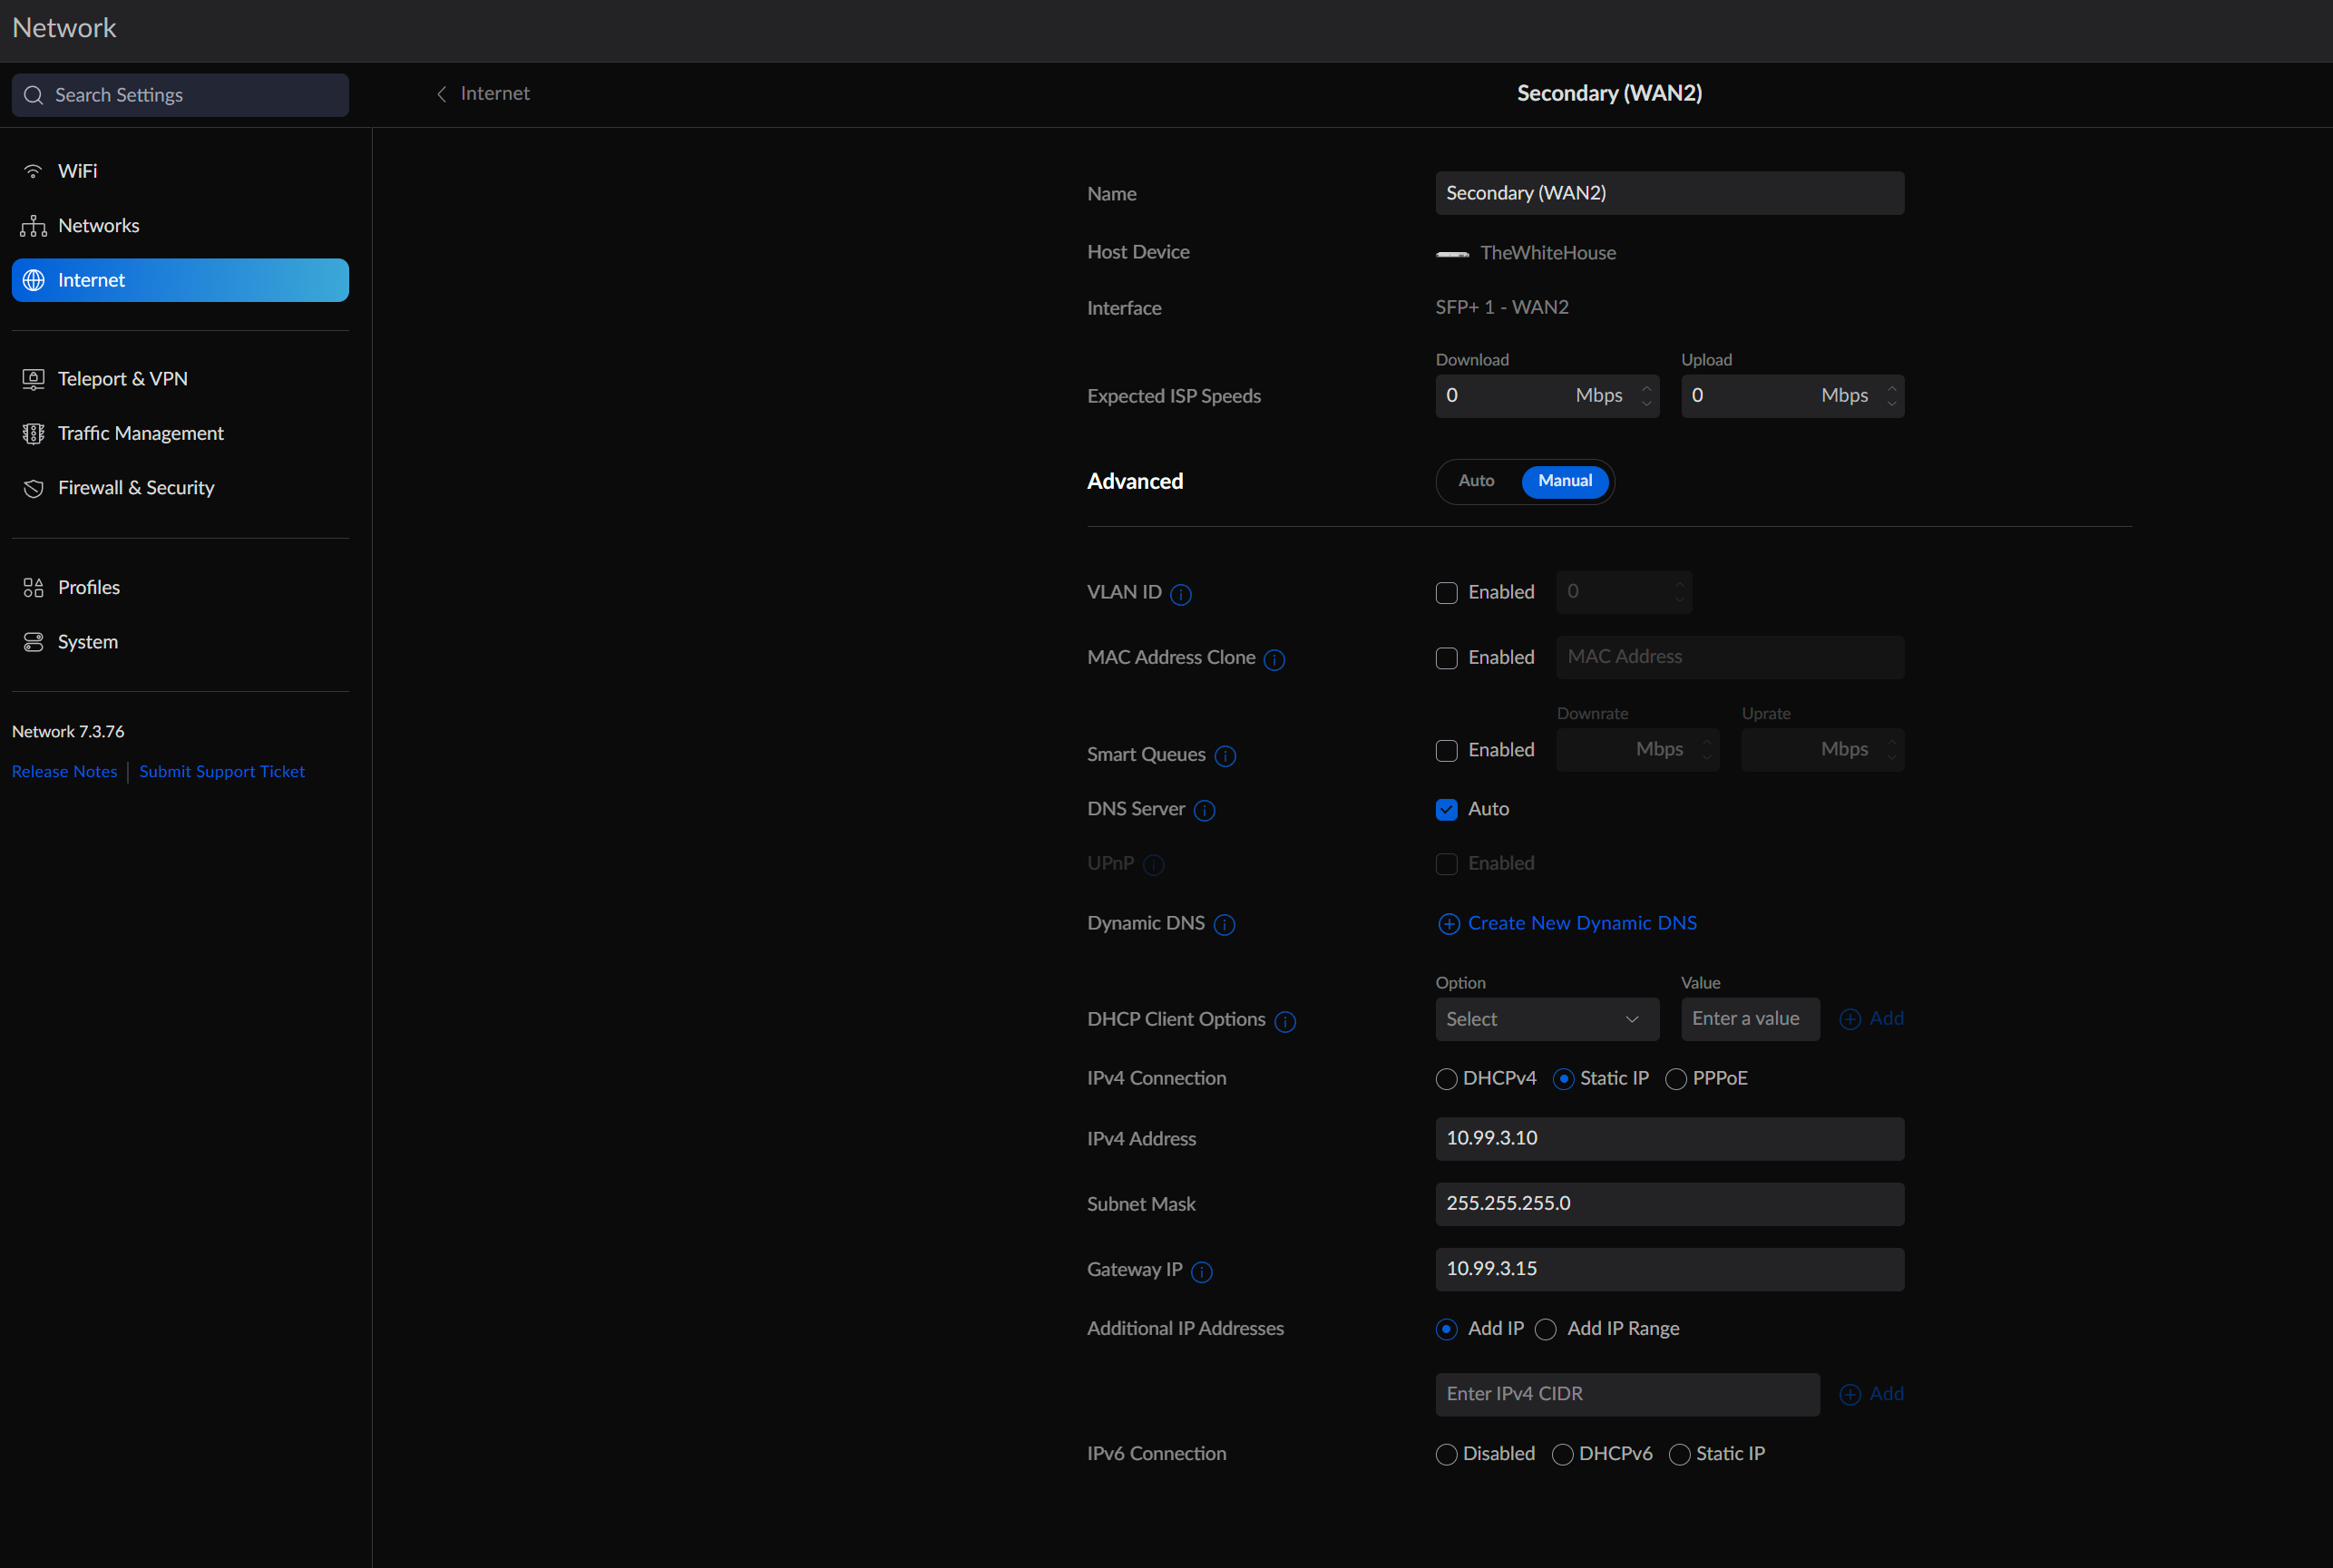 Network
Search Settings
Internet
Secondary (WAN2)
WiFi
Networks
Internet
Teleport & VPN
Traffic Management
Firewall & Security
Profiles
System
Network 7.3.76
Release Notes | Submit Support Ticket
Name
Secondary (WAN2)
Host Device
TheWhiteHouse
Interface
SFP+ 1 - WAN2
Download Upload
Expected ISP Speeds
0 Mbps 0 Mbps
Advanced
Auto Manual
VLAN ID
Enabled 0
MAC Address Clone
Enabled MAC Address
Downrate Uprate
Smart Queues
Enabled Mbps Mbps
DNS Server
Auto
UPnP
Enabled
Dynamic DNS
Create New Dynamic DNS
Option Value
DHCP Client Options
Select Enter a value Add
IPv4 Connection
DHCPv4 Static IP PPPoE
IPv4 Address
10.99.3.10
Subnet Mask
255.255.255.0
Gateway IP
10.99.3.15
Additional IP Addresses
Add IP Add IP Range
Enter IPv4 CIDR Add
IPv6 Connection
Disabled DHCPv6 Static IP